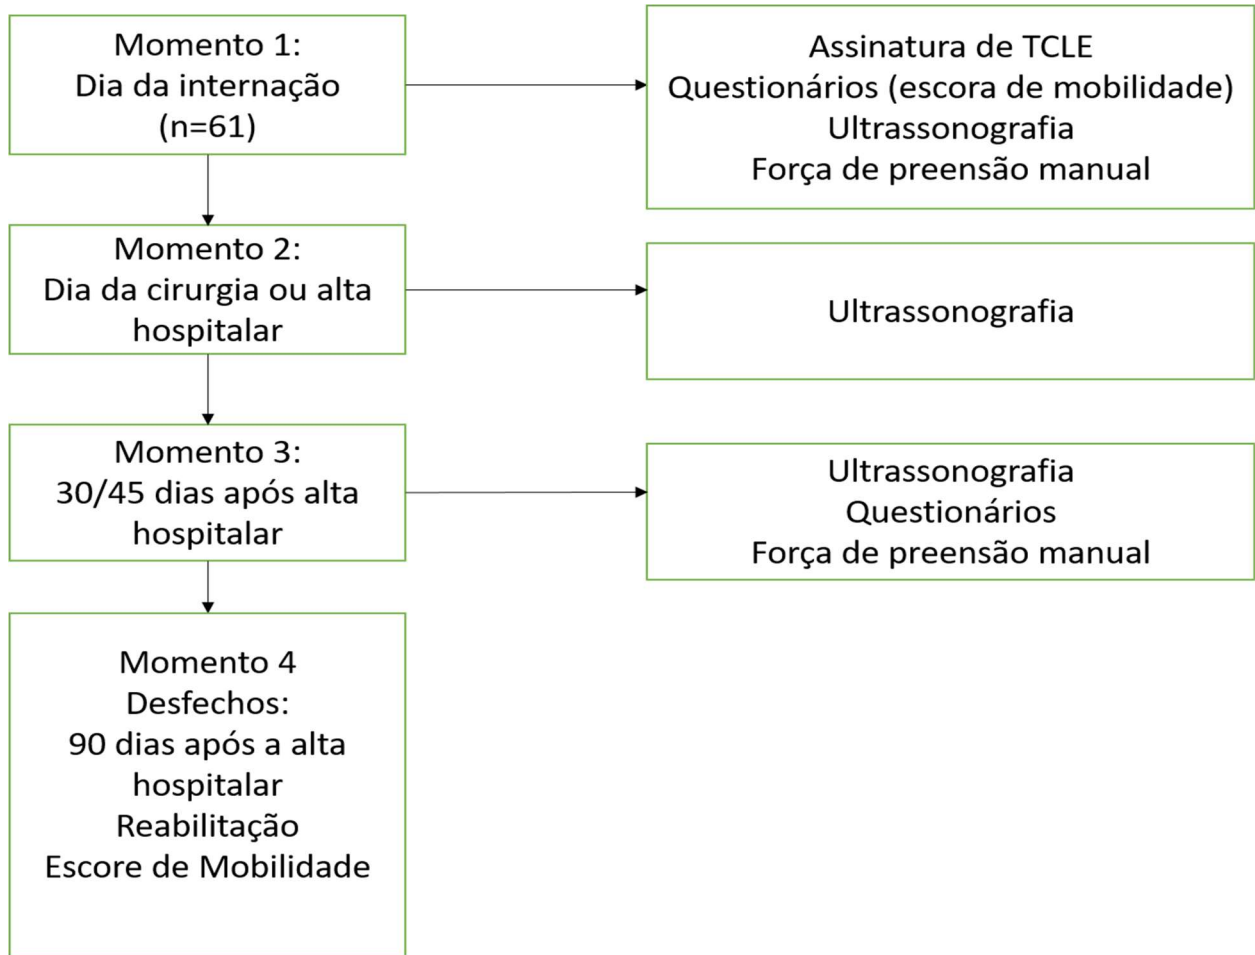 Momento 1:
Dia da internação
(n=61)
Assinatura de TCLE
Questionários (escora de mobilidade)
Ultrassonografia
Força de preensão manual
Momento 2:
Dia da cirurgia ou alta
hospitalar
Ultrassonografia
Momento 3:
30/45 dias após alta
hospitalar
Ultrassonografia
Questionários
Força de preensão manual
Momento 4
Desfechos:
90 dias após a alta
hospitalar
Reabilitação
Escore de Mobilidade